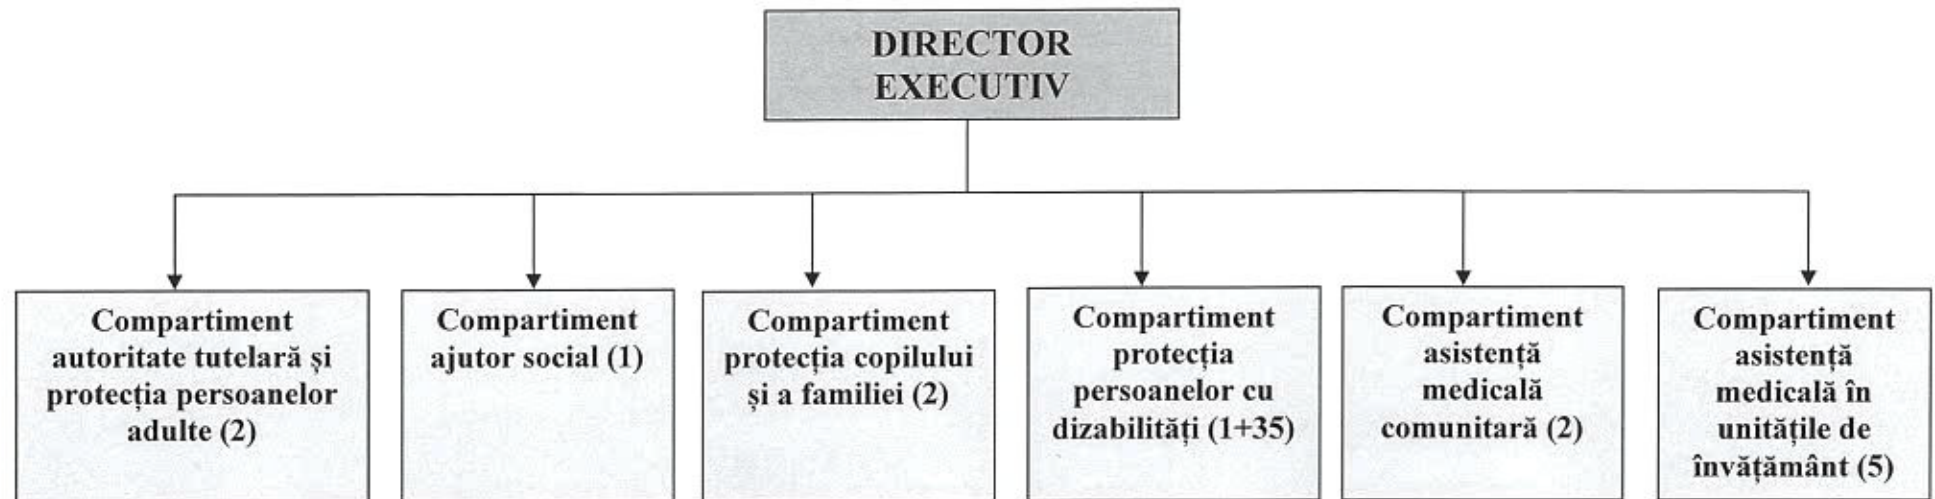 DIRECTOR
EXECUTIV
Compartiment
autoritate tutelară și
protecția persoanelor
adulte (2)
Compartiment
ajutor social (1)
Compartiment
protecția copilului
și a familiei (2)
Compartiment
protecția
persoanelor cu
dizabilități (1+35)
Compartiment
asistență
medicală
comunitară (2)
Compartiment
asistență
medicală în
unitățile de
învățământ (5)